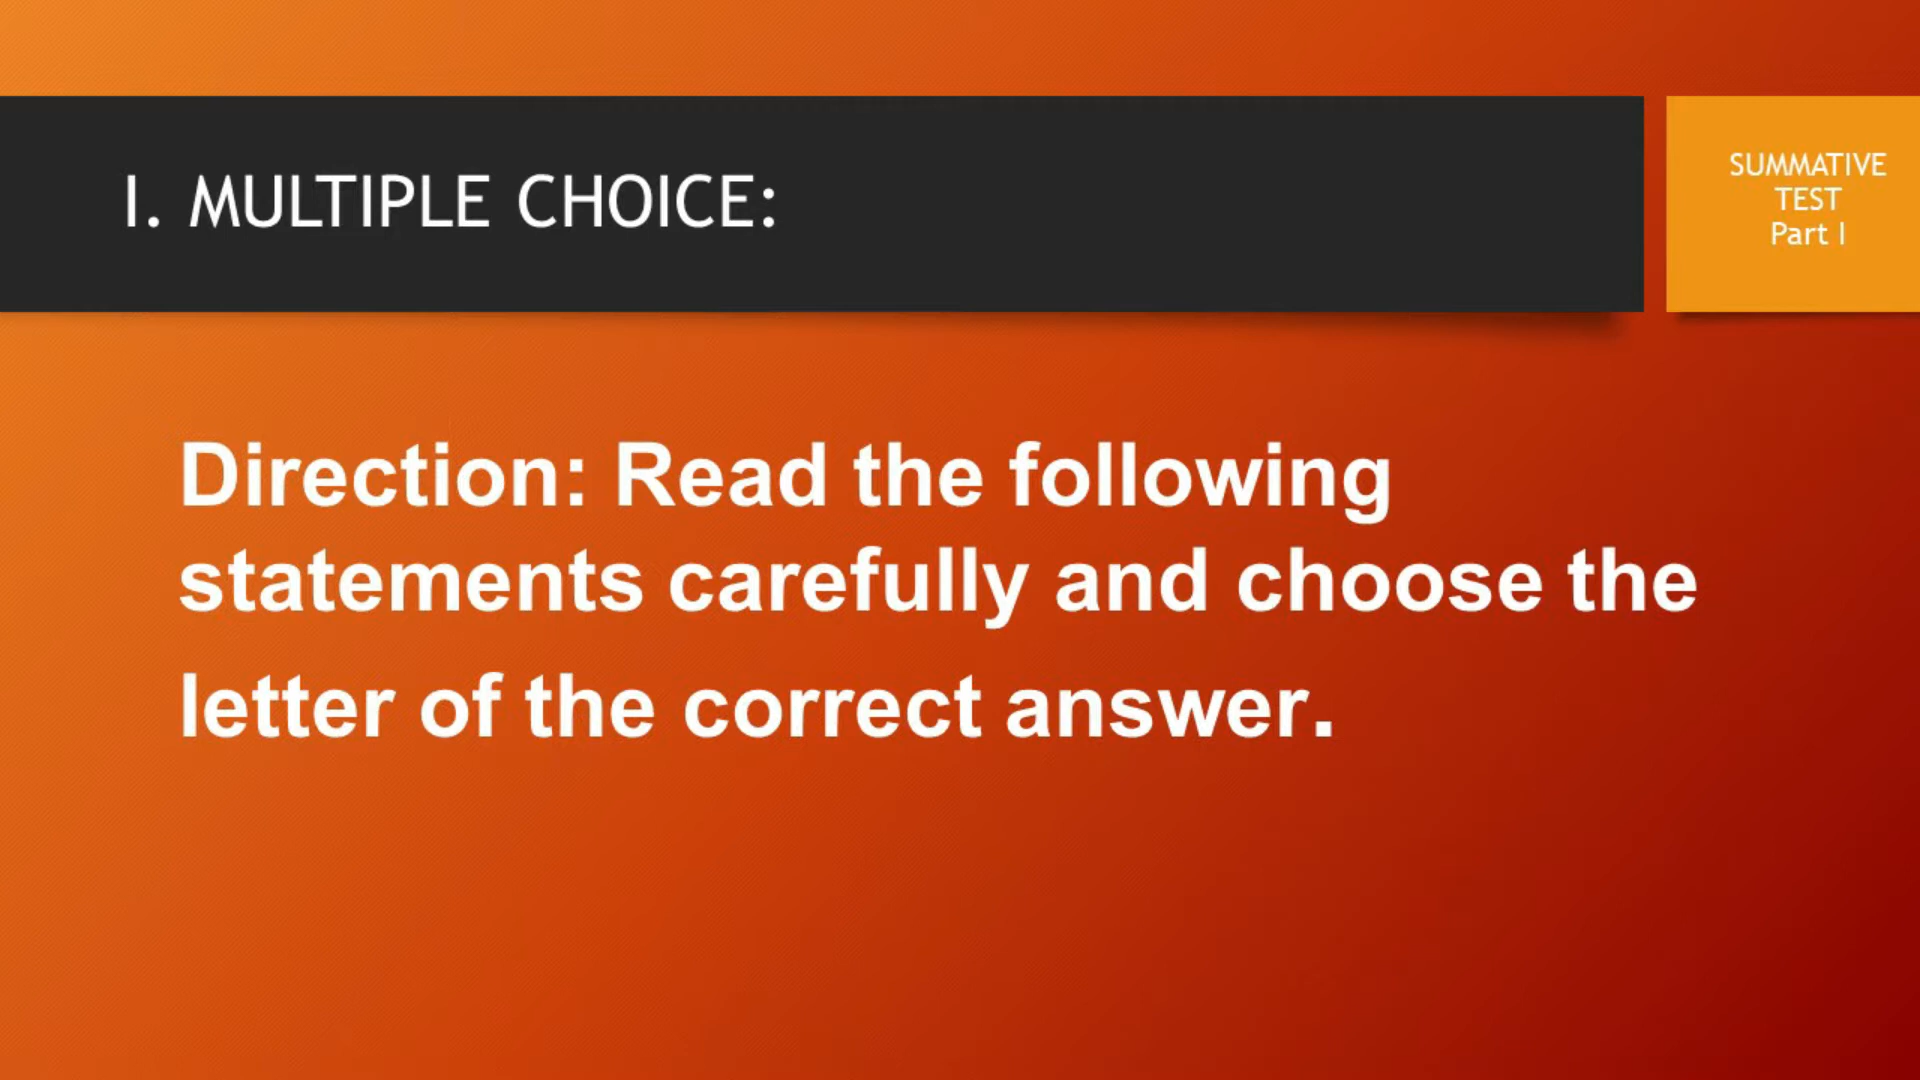 I. MULTIPLE CHOICE:
SUMMATIVE
TEST
Part I
Direction: Read the following
statements carefully and choose the
letter of the correct answer.